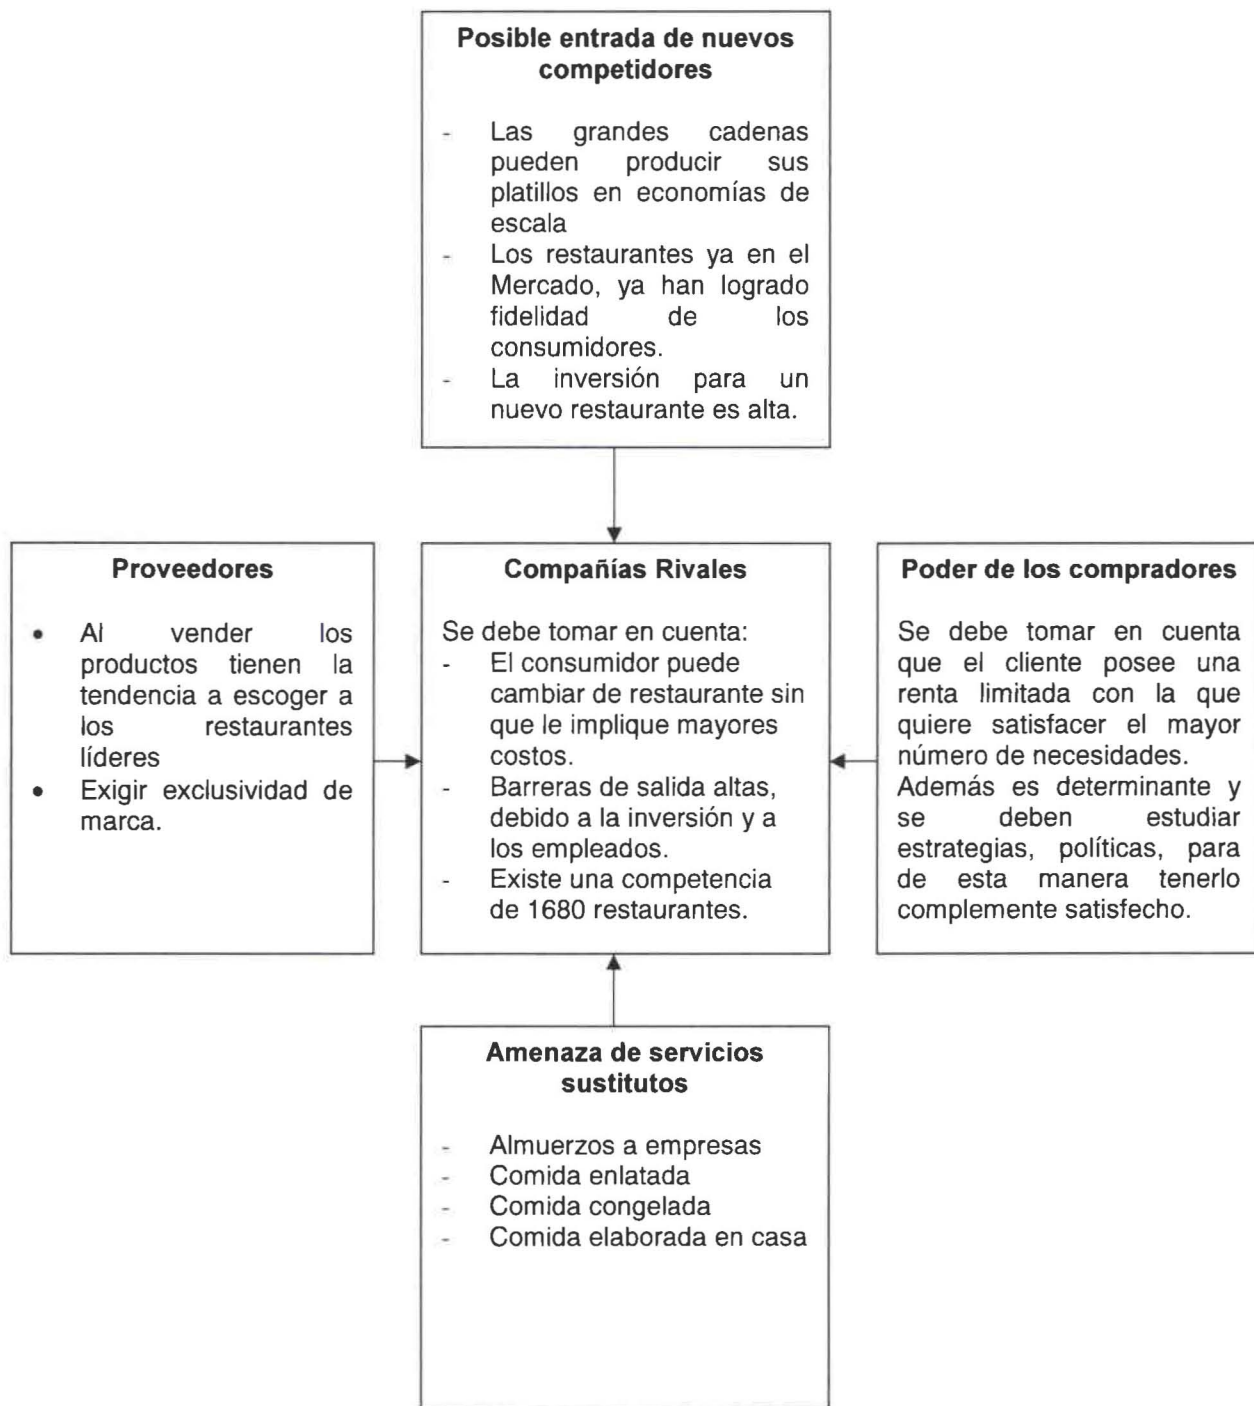 Posible entrada de nuevos
competidores
- Las grandes cadenas
pueden producir sus
platillos en economías de
escala
- Los restaurantes ya en el
Mercado, ya han logrado
fidelidad de los
consumidores.
- La inversión para un
nuevo restaurante es alta.
Proveedores
• Al vender los
productos tienen la
tendencia a escoger a
los restaurantes
líderes
• Exigir exclusividad de
marca.
Compañías Rivales
Se debe tomar en cuenta:
- El consumidor puede
cambiar de restaurante sin
que le implique mayores
costos.
- Barreras de salida altas,
debido a la inversión y a
los empleados.
- Existe una competencia
de 1680 restaurantes.
Poder de los compradores
Se debe tomar en cuenta
que el cliente posee una
renta limitada con la que
quiere satisfacer el mayor
número de necesidades.
Además es determinante y
se deben estudiar
estrategias, políticas, para
de esta manera tenerlo
complemente satisfecho.
Amenaza de servicios
sustitutos
- Almuerzos a empresas
- Comida enlatada
- Comida congelada
- Comida elaborada en casa